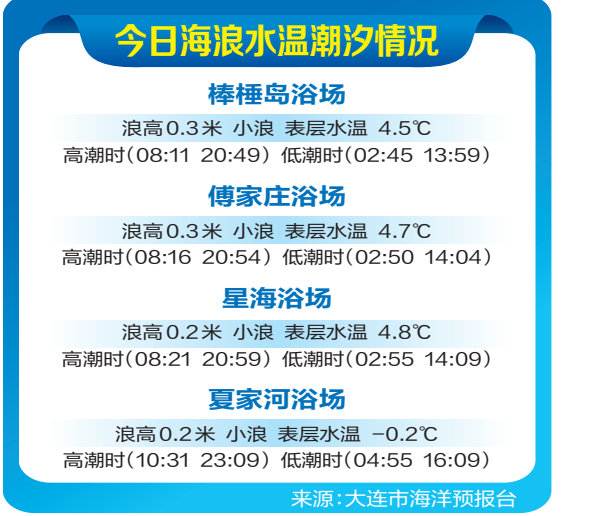 今日海浪水温潮汐情况
棒棰岛浴场
浪高0.3米 小浪 表层水温 4.5℃
高潮时(08:11 20:49) 低潮时(02:45 13:59)
傅家庄浴场
浪高0.3米 小浪 表层水温 4.7℃
高潮时(08:16 20:54) 低潮时(02:50 14:04)
星海浴场
浪高0.2米 小浪 表层水温 4.8℃
高潮时(08:21 20:59) 低潮时(02:55 14:09)
夏家河浴场
浪高0.2米 小浪 表层水温 -0.2℃
高潮时(10:31 23:09) 低潮时(04:55 16:09)
来源:大连市海洋预报台